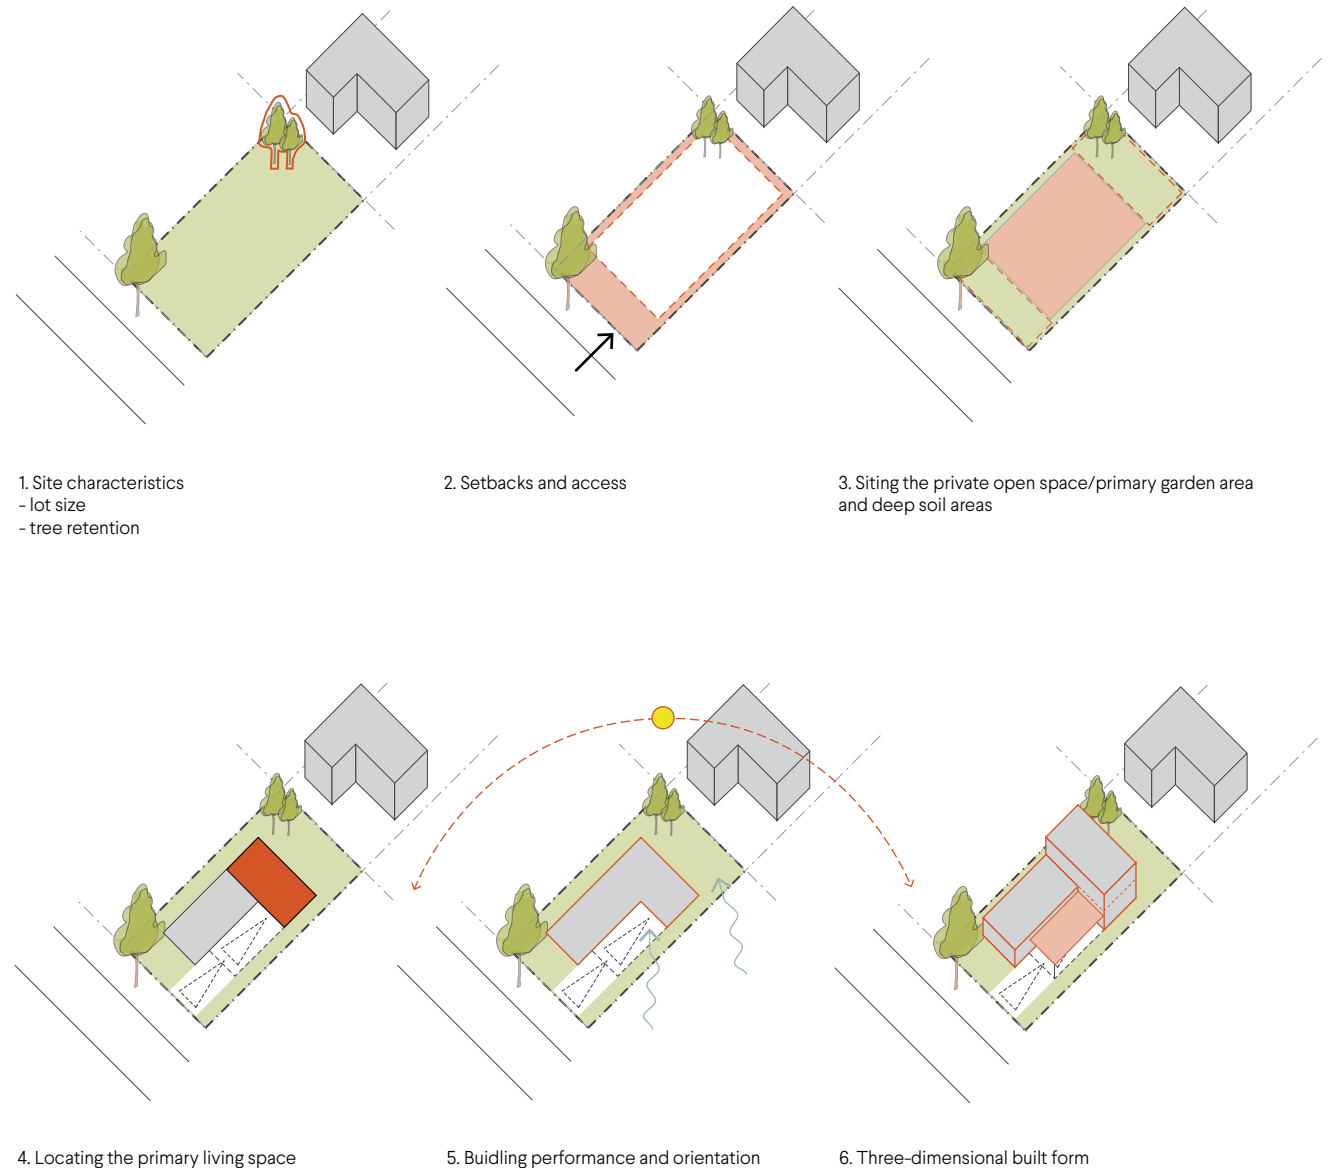 1. Site characteristics
- lot size
- tree retention
2. Setbacks and access
3. Siting the private open space/primary garden area
and deep soil areas
4. Locating the primary living space
5. Buidling performance and orientation
6. Three-dimensional built form